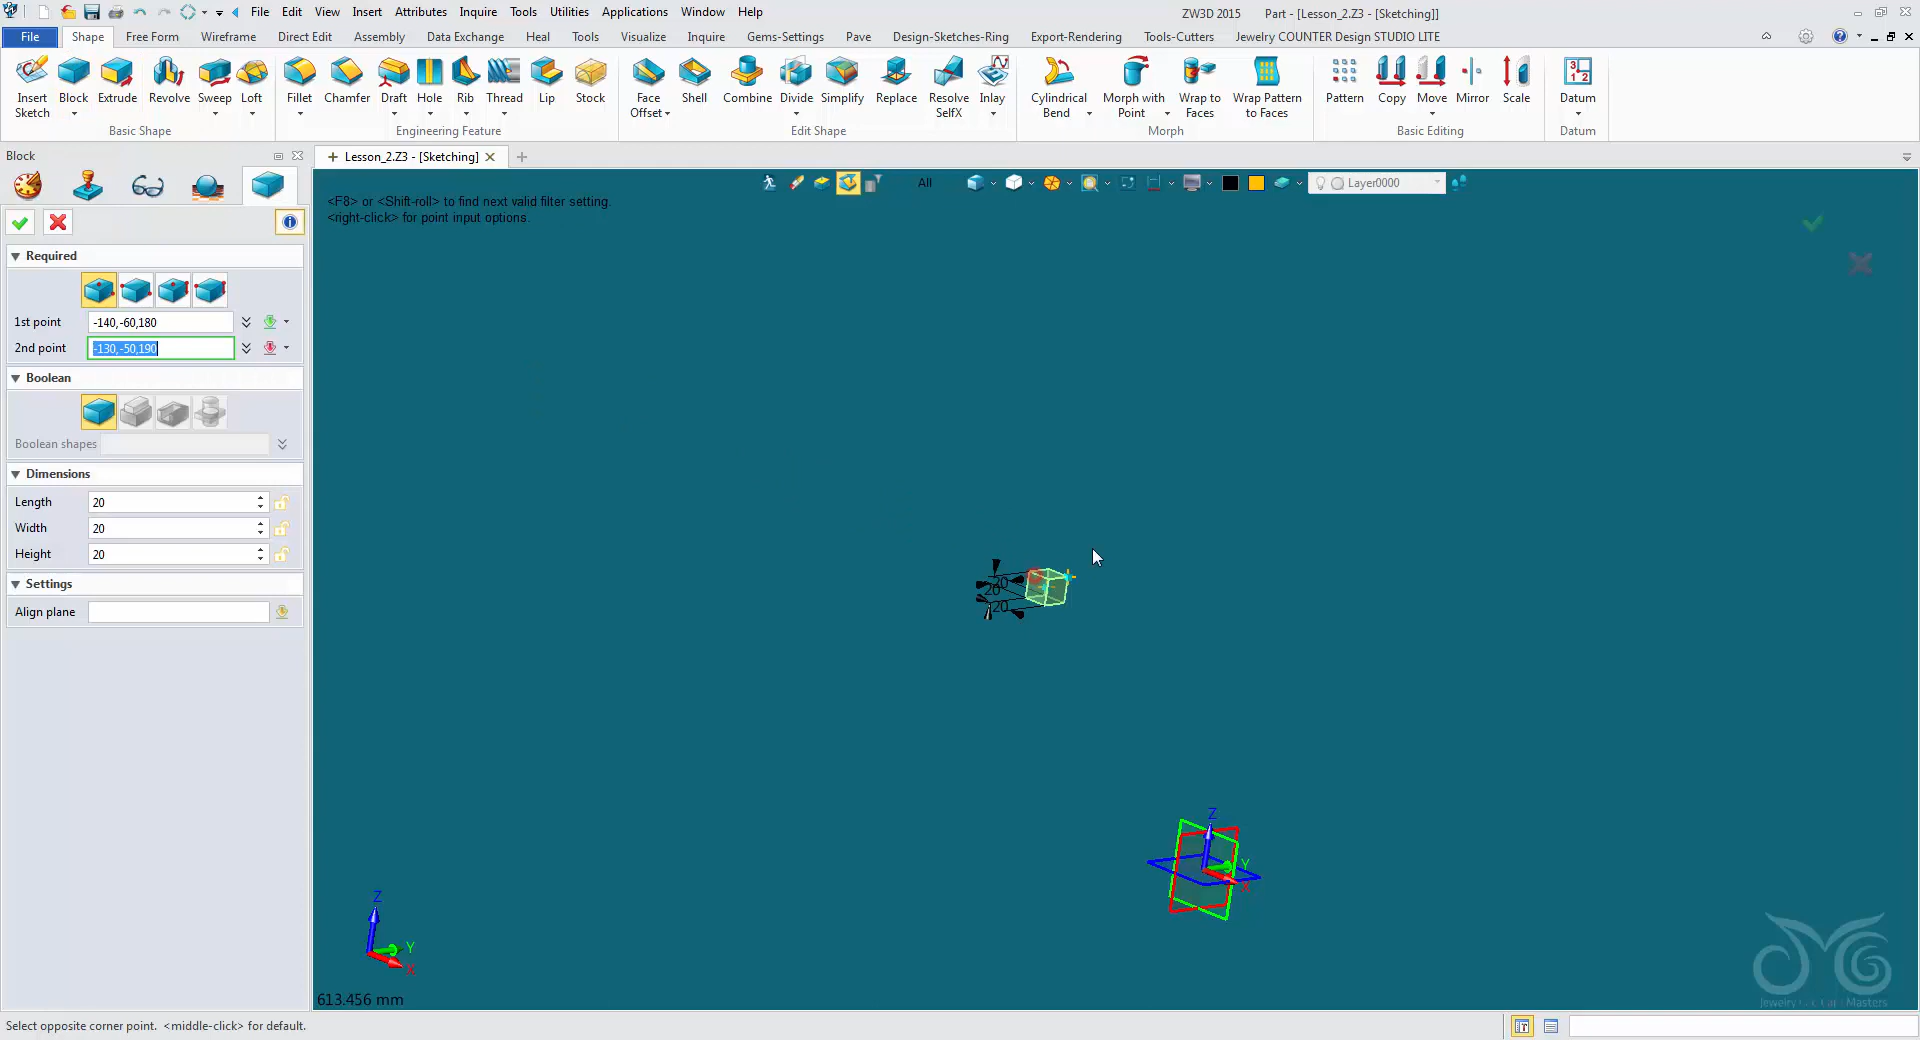 File Edit View Insert Attributes Inquire Tools Utilities Applications Window Help ZW3D 2015 Part - [Lesson_2.Z3 - [Sketching]]
File Shape Free Form Wireframe Direct Edit Assembly Data Exchange Heal Tools Visualize Inquire Gems-Settings Pave Design-Sketches-Ring Export-Rendering Tools-Cutters Jewelry COUNTER Design STUDIO LITE
Insert Sketch Block Extrude Revolve Sweep Loft Fillet Chamfer Draft Hole Rib Thread Lip Stock Face Offset Shell Combine Divide Simplify Replace Resolve SelfX Inlay Cylindrical Bend Morph with Point Wrap to Faces Wrap Pattern to Faces Pattern Copy Move Mirror Scale Datum
Basic Shape Engineering Feature Edit Shape Morph Basic Editing Datum
Block
Lesson_2.Z3 - [Sketching]
All
Layer0000
<F8> or <Shift-roll> to find next valid filter setting.
<right-click> for point input options.
Required
1st point -140,-60,180
2nd point -130,-50,190
Boolean
Boolean shapes
Dimensions
Length 20
Width 20
Height 20
Settings
Align plane
20
20
20
Z
Y
X
Z
Y
X
613.456 mm
Select opposite corner point. <middle-click> for default.